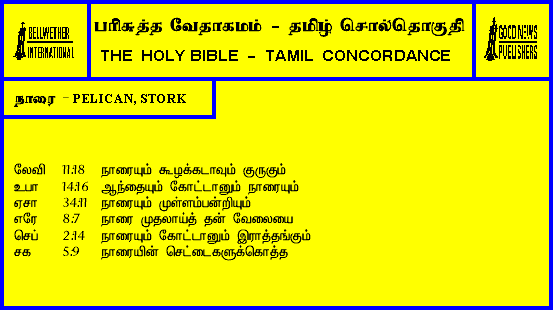 BELLWETHER
INTERNATIONAL
பரிசுத்த வேதாகமம் - தமிழ் சொல்தொகுதி
THE HOLY BIBLE - TAMIL CONCORDANCE
GOOD NEWS
PUBLISHERS
நாரை - PELICAN, STORK
லேவி 11:18 நாரையும் கூழக்கடாவும் குருகும்
உபா 14:16 ஆந்தையும் கோட்டானும் நாரையும்
ஏசா 34:11 நாரையும் முள்ளம்பன்றியும்
எரே 8:7 நாரை முதலாய்த் தன் வேலையை
செப் 2:14 நாரையும் கோட்டானும் இராத்தங்கும்
சக 5:9 நாரையின் செட்டைகளுக்கொத்த